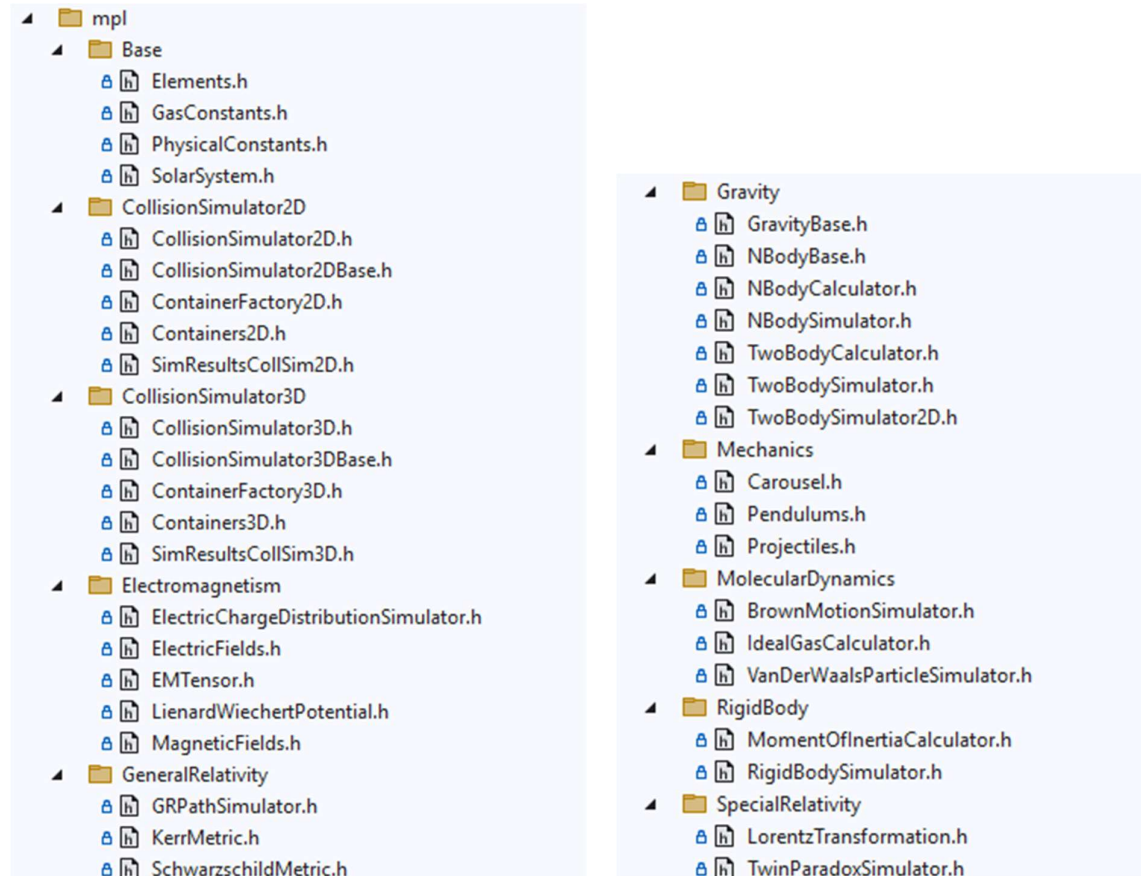 mpl
Base
Elements.h
GasConstants.h
PhysicalConstants.h
SolarSystem.h
CollisionSimulator2D
CollisionSimulator2D.h
CollisionSimulator2DBase.h
ContainerFactory2D.h
Containers2D.h
SimResultsCollSim2D.h
CollisionSimulator3D
CollisionSimulator3D.h
CollisionSimulator3DBase.h
ContainerFactory3D.h
Containers3D.h
SimResultsCollSim3D.h
Electromagnetism
ElectricChargeDistributionSimulator.h
ElectricFields.h
EMTensor.h
LienardWiechertPotential.h
MagneticFields.h
GeneralRelativity
GRPathSimulator.h
KerrMetric.h
SchwarzschildMetric.h
Gravity
GravityBase.h
NBodyBase.h
NBodyCalculator.h
NBodySimulator.h
TwoBodyCalculator.h
TwoBodySimulator.h
TwoBodySimulator2D.h
Mechanics
Carousel.h
Pendulums.h
Projectiles.h
MolecularDynamics
BrownMotionSimulator.h
IdealGasCalculator.h
VanDerWaalsParticleSimulator.h
RigidBody
MomentOfInertiaCalculator.h
RigidBodySimulator.h
SpecialRelativity
LorentzTransformation.h
TwinParadoxSimulator.h